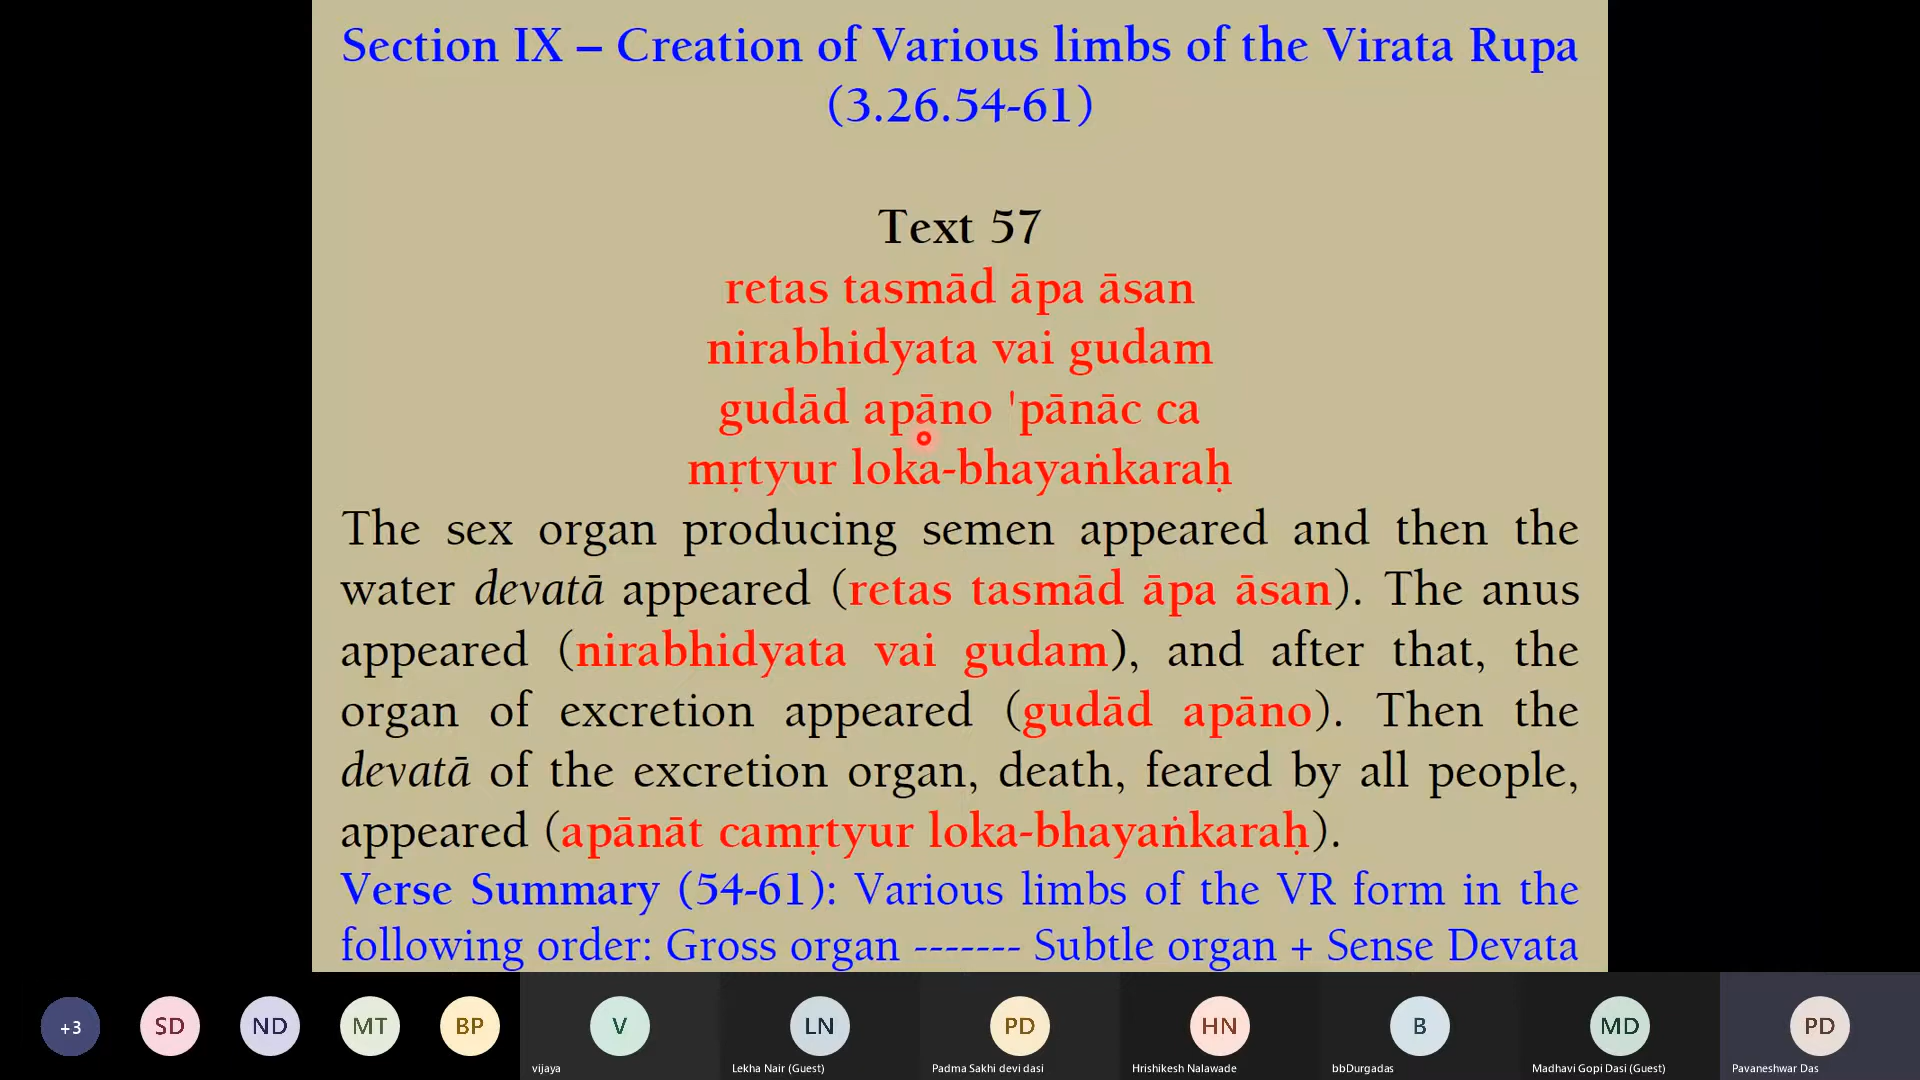 Section IX – Creation of Various limbs of the Virata Rupa
(3.26.54-61)
Text 57
retas tasmād āpa āsan
nirabhidyata vai gudam
gudād apāno 'pānāc ca
mṛtyur loka-bhayaṅkaraḥ
The sex organ producing semen appeared and then the
water devatā appeared (retas tasmād āpa āsan). The anus
appeared (nirabhidyata vai gudam), and after that, the
organ of excretion appeared (gudād apāno). Then the
devatā of the excretion organ, death, feared by all people,
appeared (apānāt camṛtyur loka-bhayaṅkaraḥ).
Verse Summary (54-61): Various limbs of the VR form in the
following order: Gross organ ------- Subtle organ + Sense Devata
+3 SD ND MT BP V LN PD HN B MD PD
vijaya Lekha Nair (Guest) Padma Sakhi devi dasi Hrishikesh Nalawade bbDurgadas Madhavi Gopi Dasi (Guest) Pavaneshwar Das